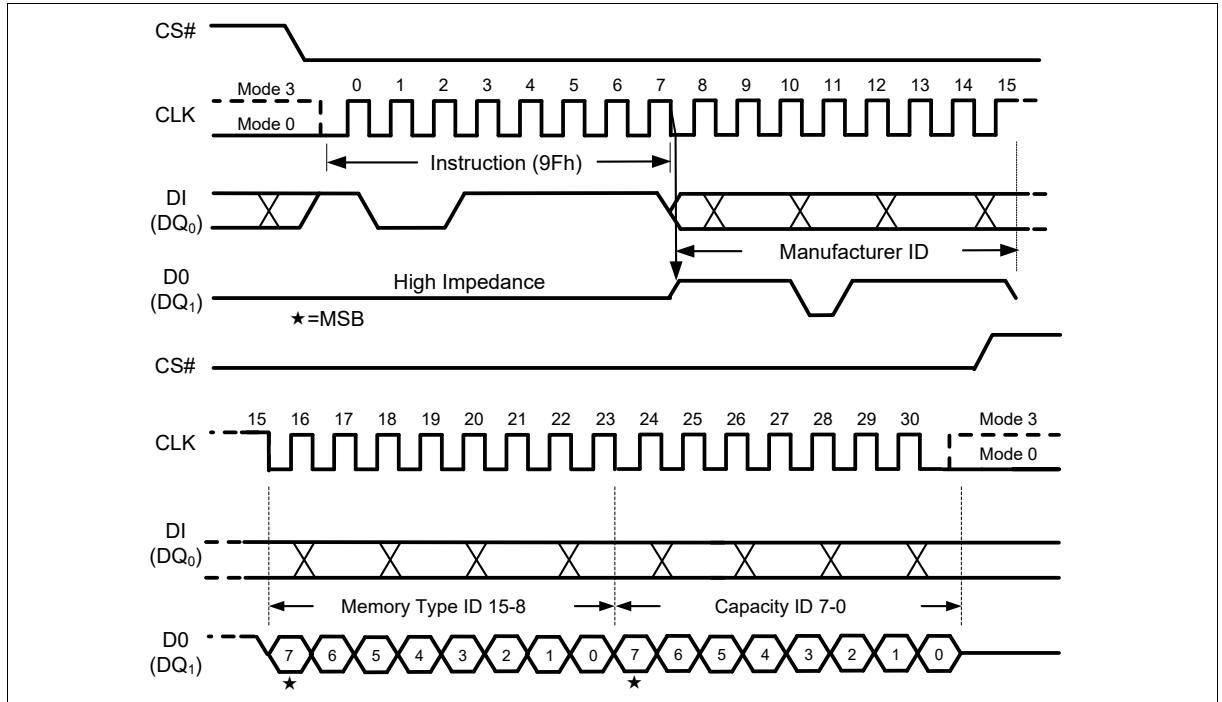 CS#
Mode 3
0 1 2 3 4 5 6 7 8 9 10 11 12 13 14 15
CLK
Mode 0
Instruction (9Fh)
DI
(DQ0)
Manufacturer ID
D0
(DQ1)
High Impedance
★=MSB
CS#
15 16 17 18 19 20 21 22 23 24 25 26 27 28 29 30
Mode 3
CLK
Mode 0
DI
(DQ0)
Memory Type ID 15-8
Capacity ID 7-0
D0
(DQ1)
7 6 5 4 3 2 1 0 7 6 5 4 3 2 1 0
★ ★